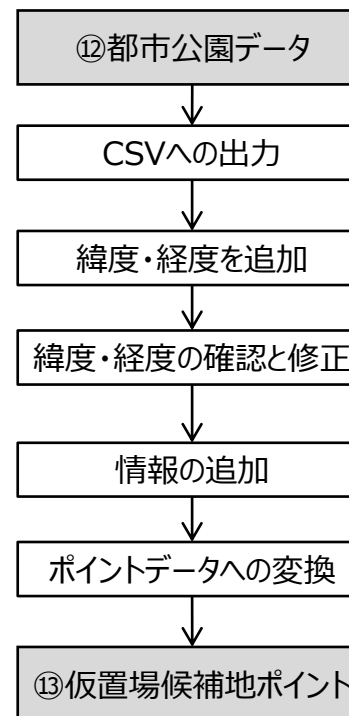 ⑫都市公園データ
CSVへの出力
緯度・経度を追加
緯度・経度の確認と修正
情報の追加
ポイントデータへの変換
⑬仮置場候補地ポイント